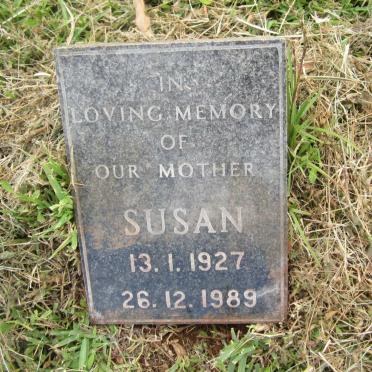 IN
LOVING MEMORY
OF
OUR MOTHER
SUSAN
13.1.1927
26.12.1989